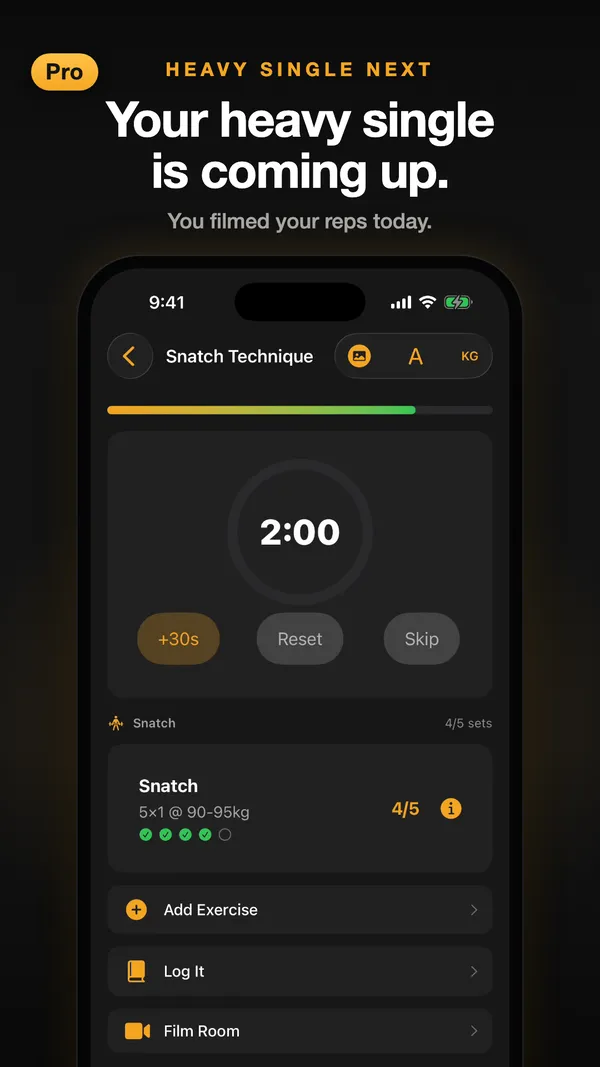 Pro
HEAVY SINGLE NEXT
Your heavy single
is coming up.
You filmed your reps today.
9:41
Snatch Technique
A
KG
2:00
+30s
Reset
Skip
Snatch
4/5 sets
Snatch
5×1 @ 90-95kg
4/5
Add Exercise
Log It
Film Room